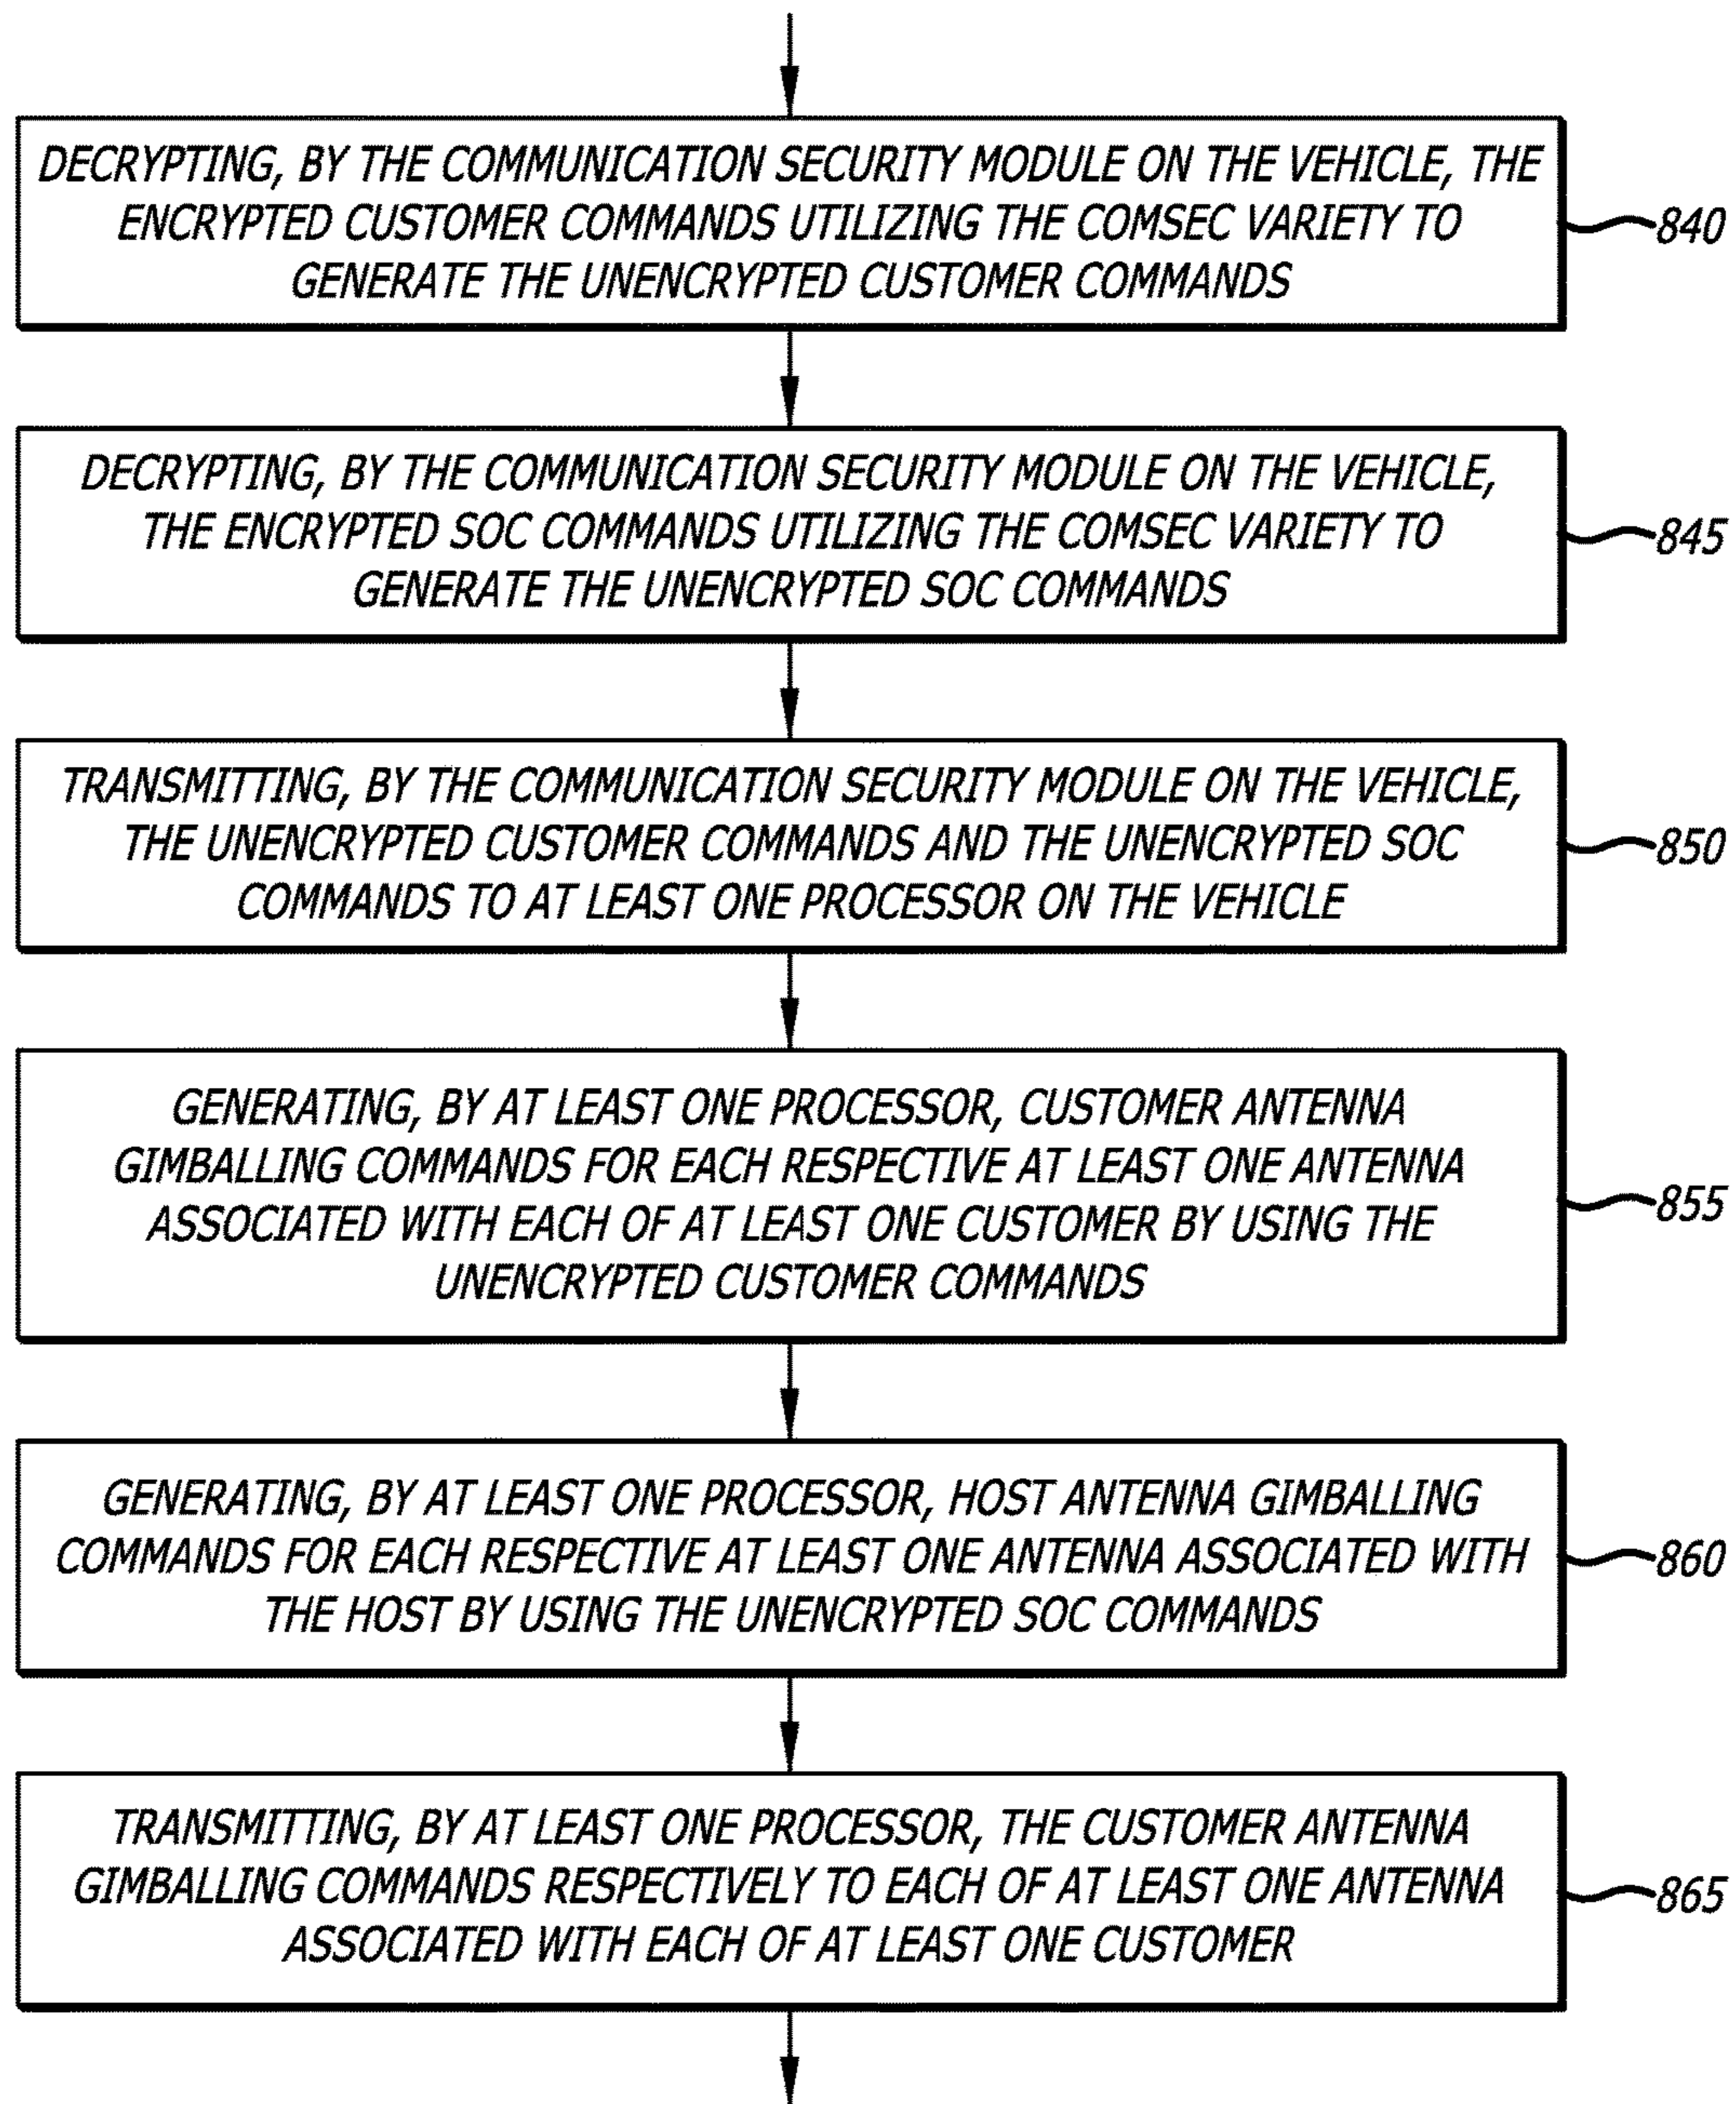 DECRYPTING, BY THE COMMUNICATION SECURITY MODULE ON THE VEHICLE, THE
ENCRYPTED CUSTOMER COMMANDS UTILIZING THE COMSEC VARIETY TO
GENERATE THE UNENCRYPTED CUSTOMER COMMANDS
840
DECRYPTING, BY THE COMMUNICATION SECURITY MODULE ON THE VEHICLE,
THE ENCRYPTED SOC COMMANDS UTILIZING THE COMSEC VARIETY TO
GENERATE THE UNENCRYPTED SOC COMMANDS
845
TRANSMITTING, BY THE COMMUNICATION SECURITY MODULE ON THE VEHICLE,
THE UNENCRYPTED CUSTOMER COMMANDS AND THE UNENCRYPTED SOC
COMMANDS TO AT LEAST ONE PROCESSOR ON THE VEHICLE
850
GENERATING, BY AT LEAST ONE PROCESSOR, CUSTOMER ANTENNA
GIMBALLING COMMANDS FOR EACH RESPECTIVE AT LEAST ONE ANTENNA
ASSOCIATED WITH EACH OF AT LEAST ONE CUSTOMER BY USING THE
UNENCRYPTED CUSTOMER COMMANDS
855
GENERATING, BY AT LEAST ONE PROCESSOR, HOST ANTENNA GIMBALLING
COMMANDS FOR EACH RESPECTIVE AT LEAST ONE ANTENNA ASSOCIATED WITH
THE HOST BY USING THE UNENCRYPTED SOC COMMANDS
860
TRANSMITTING, BY AT LEAST ONE PROCESSOR, THE CUSTOMER ANTENNA
GIMBALLING COMMANDS RESPECTIVELY TO EACH OF AT LEAST ONE ANTENNA
ASSOCIATED WITH EACH OF AT LEAST ONE CUSTOMER
865